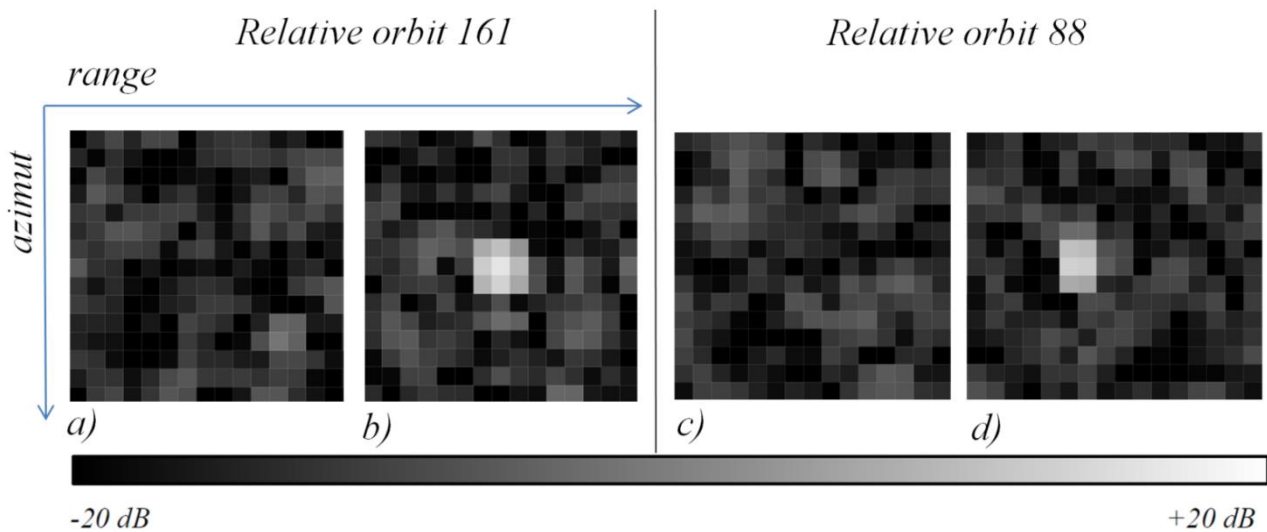 Relative orbit 161
Relative orbit 88
range
azimut
a)
b)
c)
d)
-20 dB
+20 dB